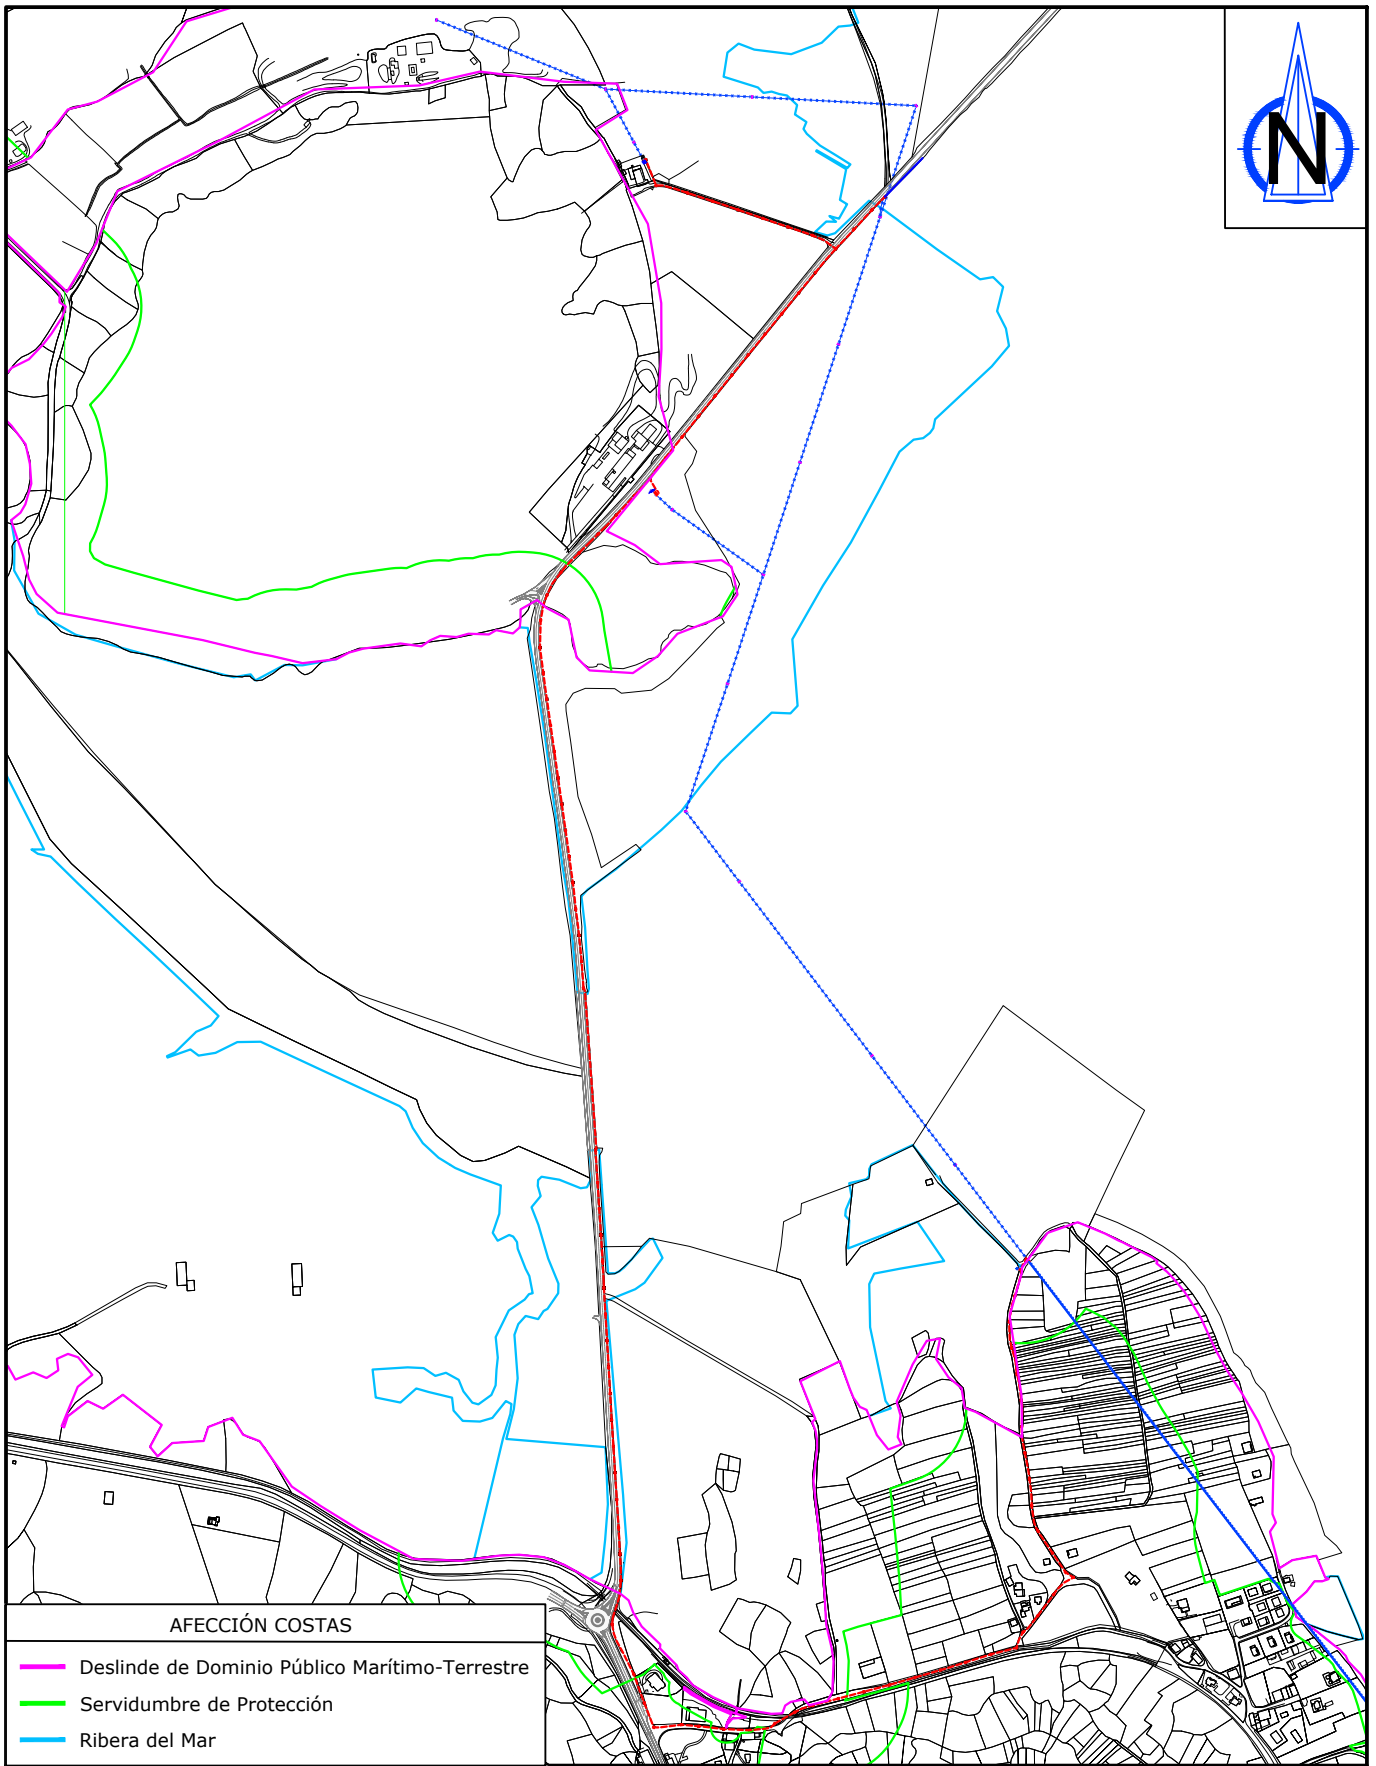 N
AFECCIÓN COSTAS
Deslinde de Dominio Público Marítimo-Terrestre
Servidumbre de Protección
Ribera del Mar